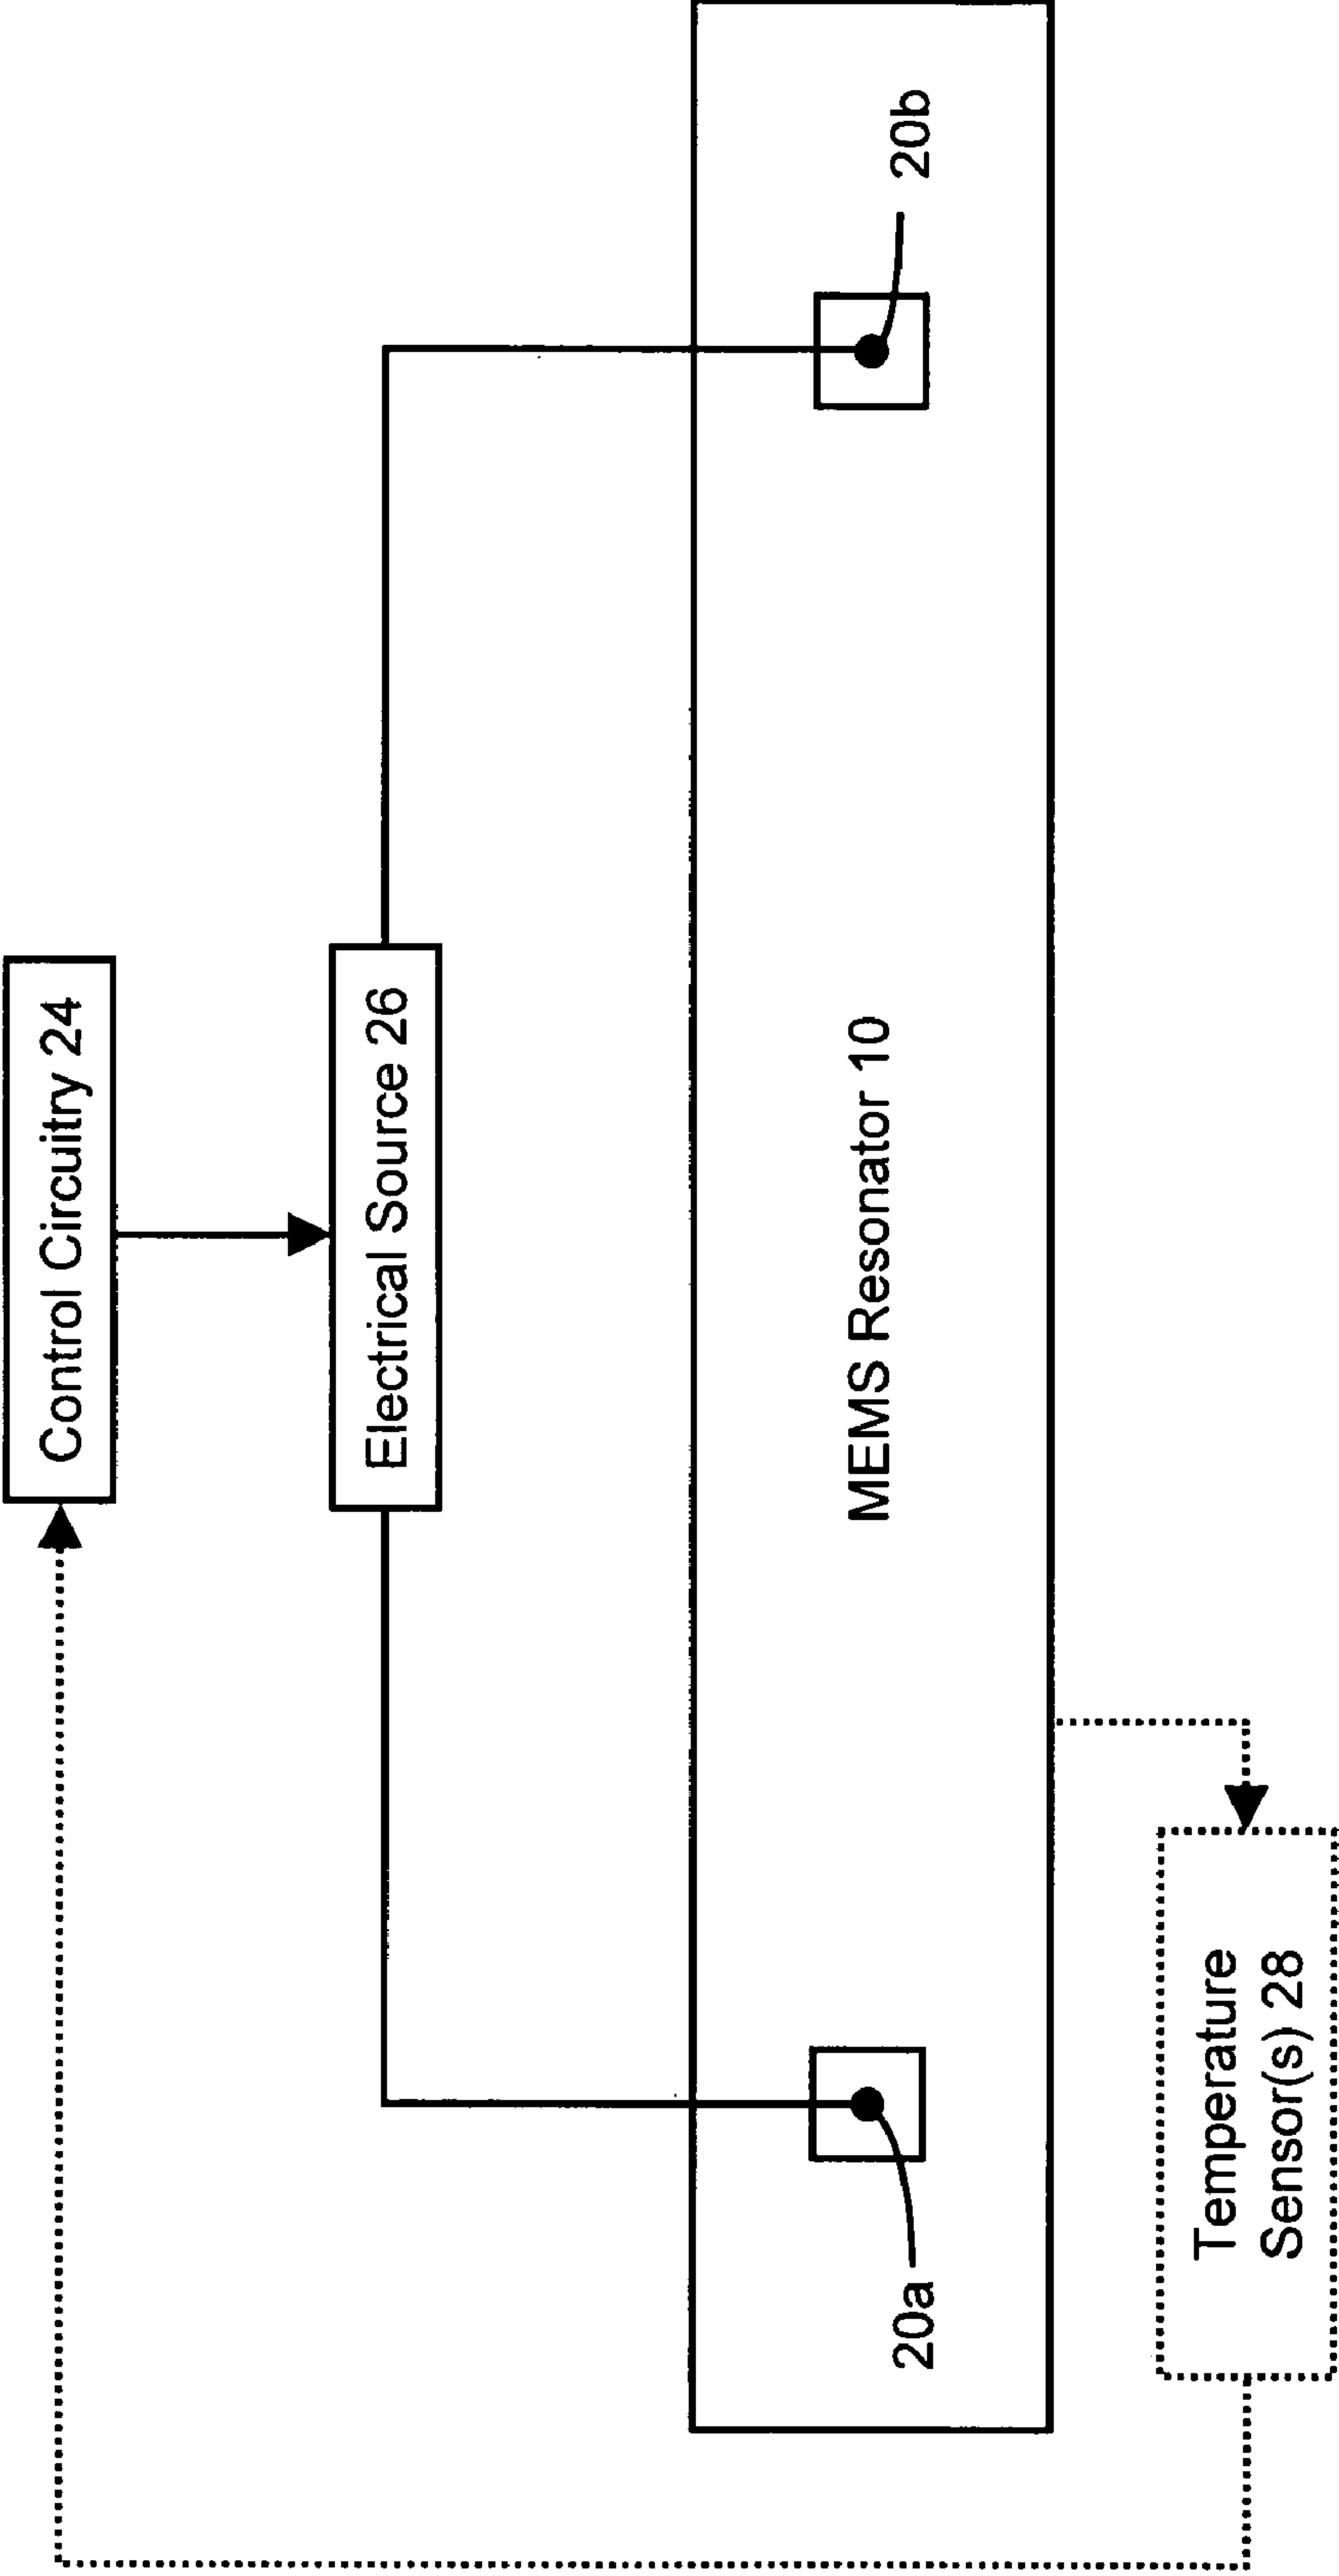 Control Circuitry 24
Electrical Source 26
MEMS Resonator 10
20a
20b
Temperature
Sensor(s) 28